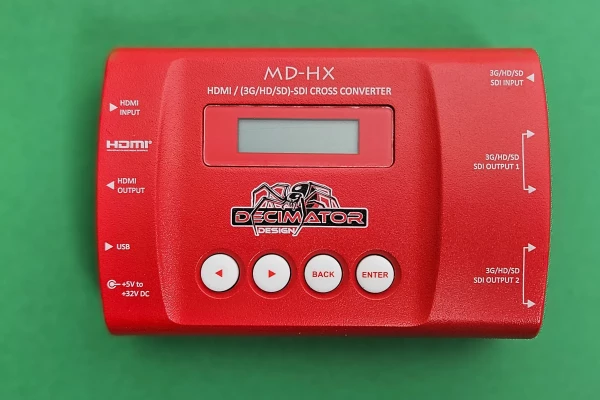 MD-HX
HDMI / (3G/HD/SD)-SDI CROSS CONVERTER
HDMI
INPUT
HDMI
HDMI
OUTPUT
USB
+5V to
+32V DC
3G/HD/SD
SDI INPUT
3G/HD/SD
SDI OUTPUT 1
3G/HD/SD
SDI OUTPUT 2
DECIMATOR
DESIGN
BACK
ENTER